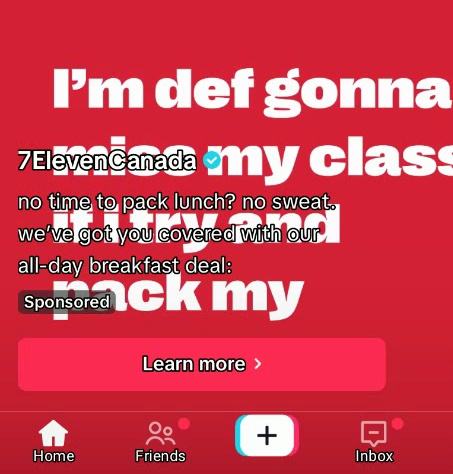 I'm def gonna
miss my class
if i try and
pack my
7ElevenCanada
no time to pack lunch? no sweat.
we've got you covered with our
all-day breakfast deal:
Sponsored
Learn more >
Home
Friends
Inbox